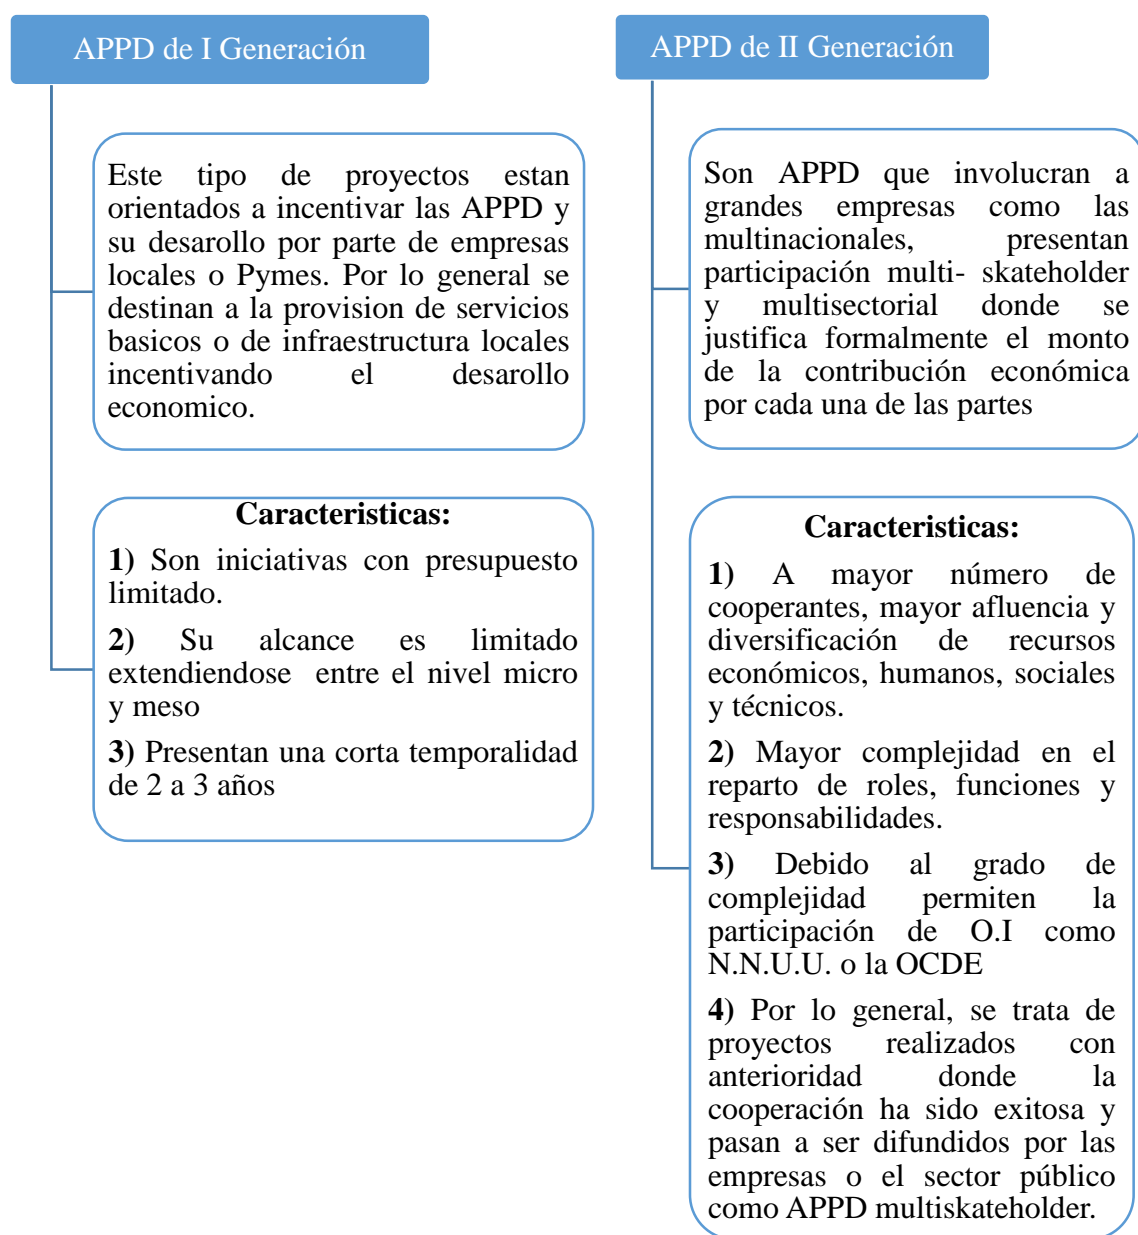 APPD de I Generación
Este tipo de proyectos estan
orientados a incentivar las APPD y
su desarollo por parte de empresas
locales o Pymes. Por lo general se
destinan a la provision de servicios
basicos o de infraestructura locales
incentivando el desarollo
economico.
Caracteristicas:
1) Son iniciativas con presupuesto
limitado.
2) Su alcance es limitado
extendiendose entre el nivel micro
y meso
3) Presentan una corta temporalidad
de 2 a 3 años
APPD de II Generación
Son APPD que involucran a
grandes empresas como las
multinacionales, presentan
participación multi- skateholder
y multisectorial donde se
justifica formalmente el monto
de la contribución económica
por cada una de las partes
Caracteristicas:
1) A mayor número de
cooperantes, mayor afluencia y
diversificación de recursos
económicos, humanos, sociales
y técnicos.
2) Mayor complejidad en el
reparto de roles, funciones y
responsabilidades.
3) Debido al grado de
complejidad permiten la
participación de O.I como
N.N.U.U. o la OCDE
4) Por lo general, se trata de
proyectos realizados con
anterioridad donde la
cooperación ha sido exitosa y
pasan a ser difundidos por las
empresas o el sector público
como APPD multiskateholder.